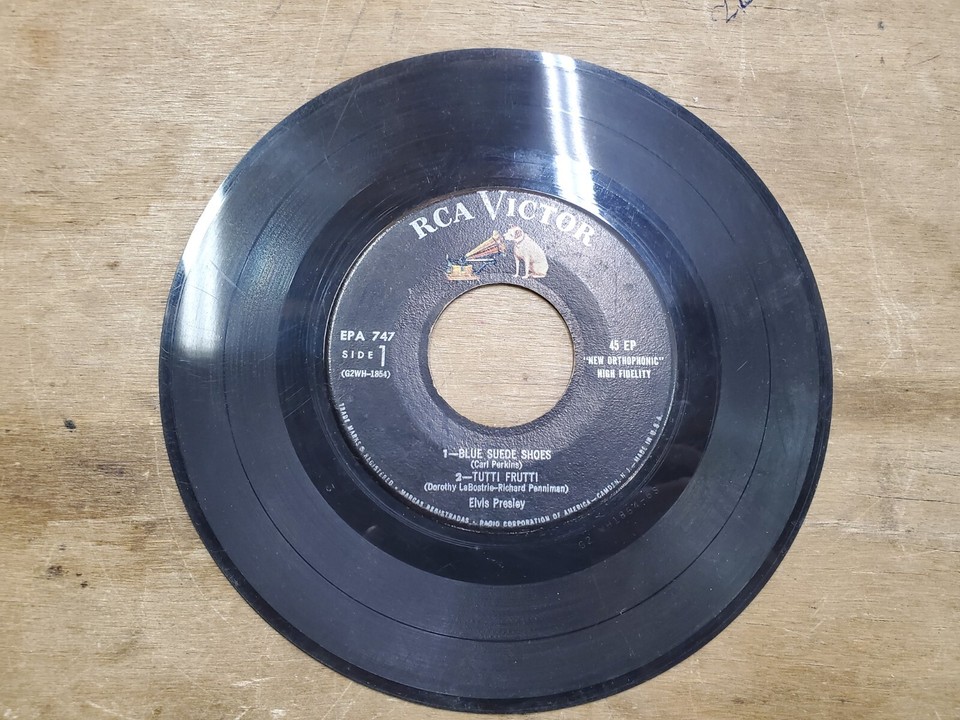 RCA VICTOR
EPA 747
SIDE 1
(G2WH-1854)
45 EP
"NEW ORTHOPHONIC"
HIGH FIDELITY
1—BLUE SUEDE SHOES
(Carl Perkins)
2—TUTTI FRUTTI
(Dorothy LaBostrie-Richard Penniman)
Elvis Presley
TRADE MARKS REGISTERED • MARCAS REGISTRADAS • RADIO CORPORATION OF AMERICA—CAMDEN, N.J.—MADE IN U.S.A.